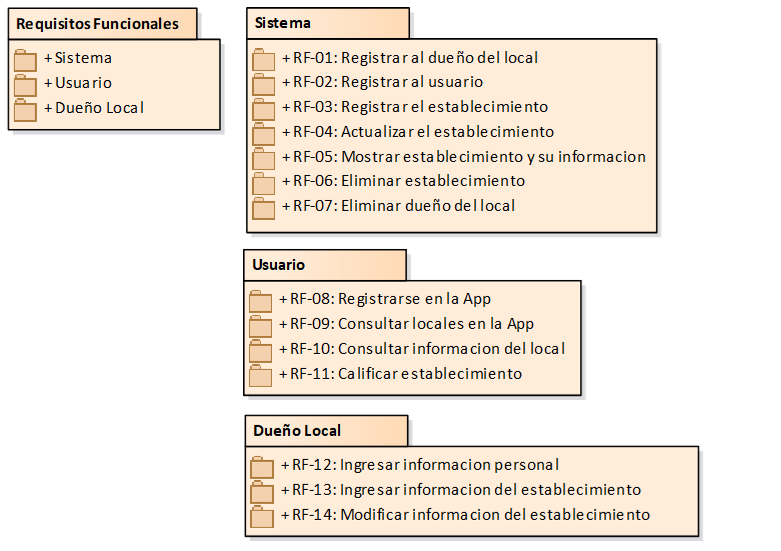 Requisitos Funcionales
+ Sistema
+ Usuario
+ Dueño Local
Sistema
+ RF-01: Registrar al dueño del local
+ RF-02: Registrar al usuario
+ RF-03: Registrar el establecimiento
+ RF-04: Actualizar el establecimiento
+ RF-05: Mostrar establecimiento y su informacion
+ RF-06: Eliminar establecimiento
+ RF-07: Eliminar dueño del local
Usuario
+ RF-08: Registrarse en la App
+ RF-09: Consultar locales en la App
+ RF-10: Consultar informacion del local
+ RF-11: Calificar establecimiento
Dueño Local
+ RF-12: Ingresar informacion personal
+ RF-13: Ingresar informacion del establecimiento
+ RF-14: Modificar informacion del establecimiento